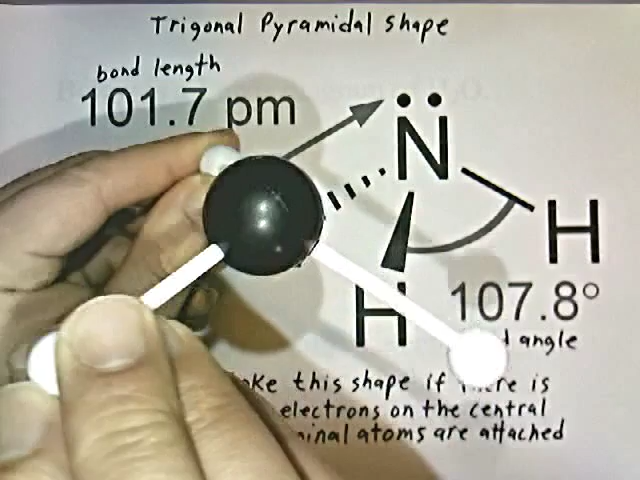 Trigonal Pyramidal Shape
bond length
101.7 pm
N
H
H
107.8°
angle
this shape if is
electrons on the central
atoms are attached